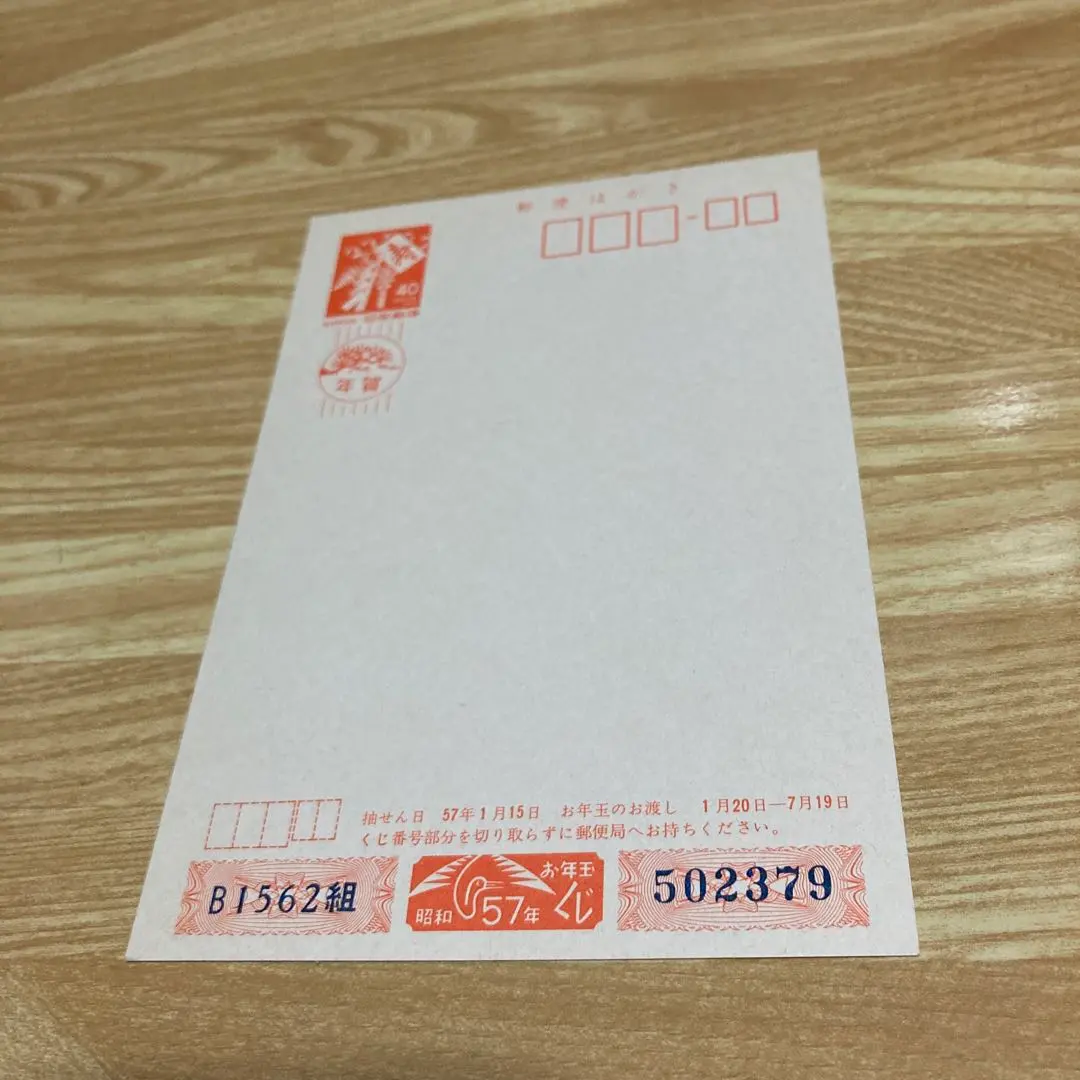 郵便はがき
40
日本郵便
年賀
抽せん日 57年1月15日 お年玉のお渡し 1月20日―7月19日
くじ番号部分を切り取らずに郵便局へお持ちください。
B1562組
昭和57年
お年玉くじ
502379